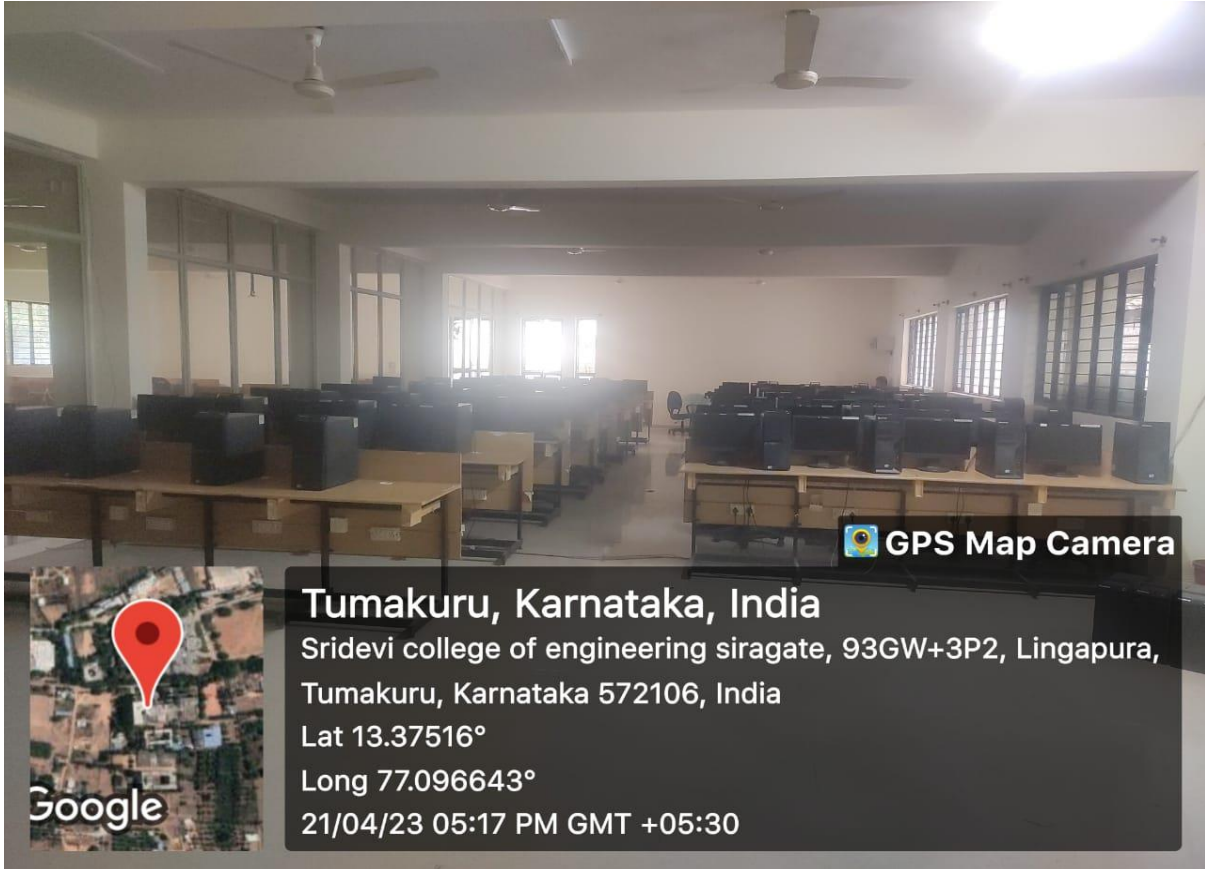 GPS Map Camera
Tumakuru, Karnataka, India
Sridevi college of engineering siragate, 93GW+3P2, Lingapura,
Tumakuru, Karnataka 572106, India
Lat 13.37516°
Long 77.096643°
21/04/23 05:17 PM GMT +05:30
Google